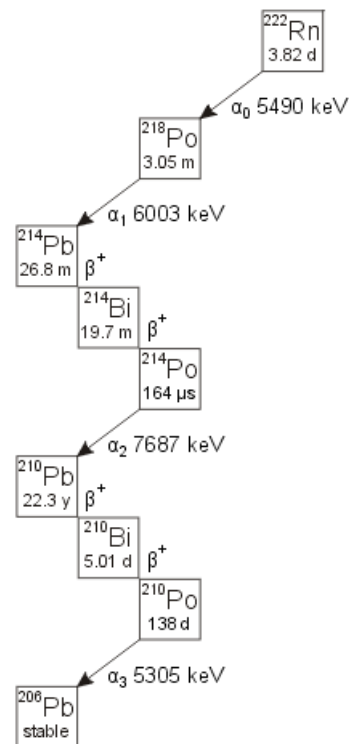 ²²²Rn
3.82 d
α₀ 5490 keV
²¹⁸Po
3.05 m
α₁ 6003 keV
²¹⁴Pb
26.8 m
β⁺
²¹⁴Bi
19.7 m
β⁺
²¹⁴Po
164 µs
α₂ 7687 keV
²¹⁰Pb
22.3 y
β⁺
²¹⁰Bi
5.01 d
β⁺
²¹⁰Po
138 d
α₃ 5305 keV
²⁰⁶Pb
stable